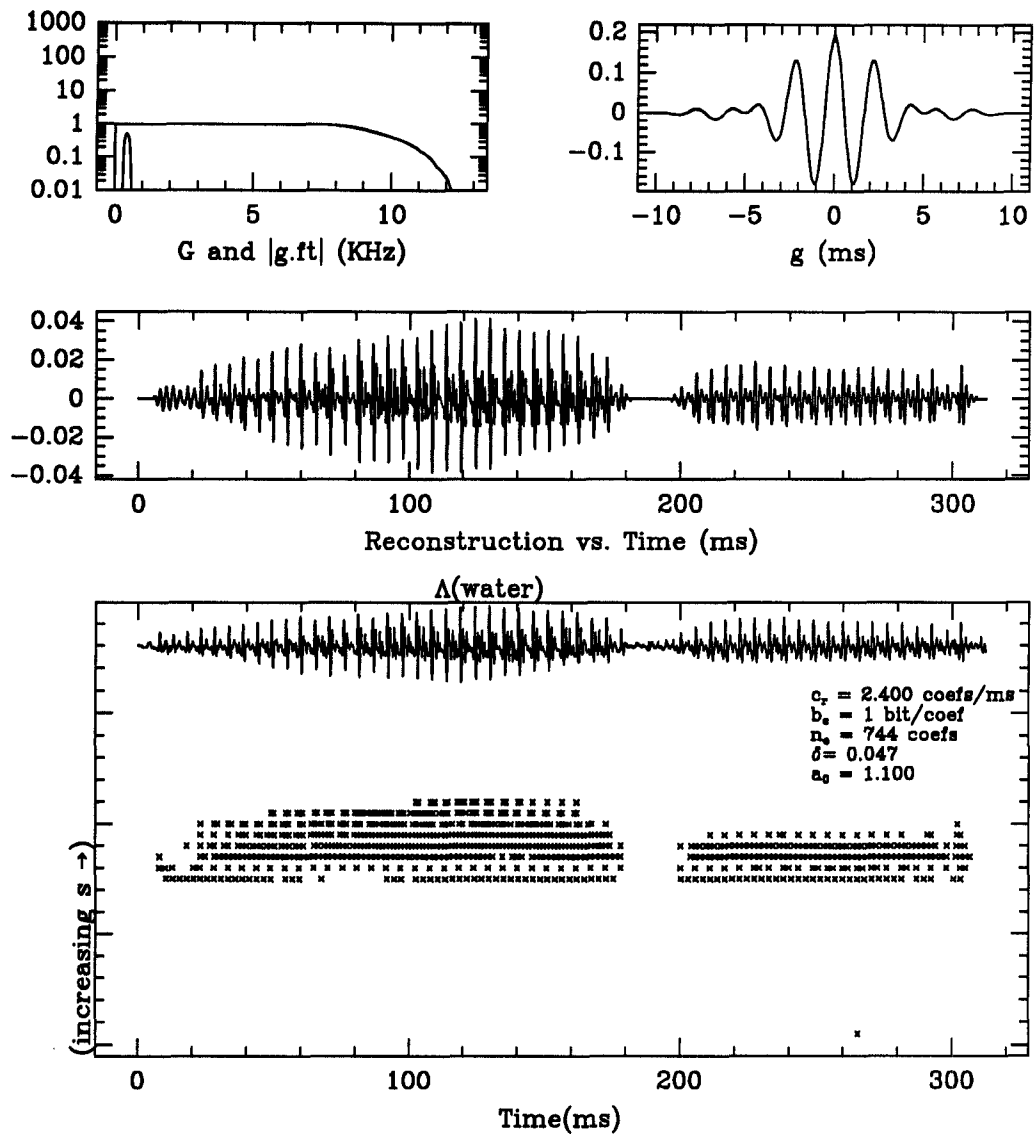 1000
100
10
1
0.1
0.01
0
5
10
G and |g.ft| (KHz)
0.2
0.1
0
−0.1
−10
−5
0
5
10
g (ms)
0.04
0.02
0
−0.02
−0.04
0
100
200
300
Reconstruction vs. Time (ms)
Λ(water)
c_r = 2.400 coefs/ms
b_e = 1 bit/coef
n_e = 744 coefs
δ= 0.047
a_0 = 1.100
(increasing s →)
0
100
200
300
Time(ms)